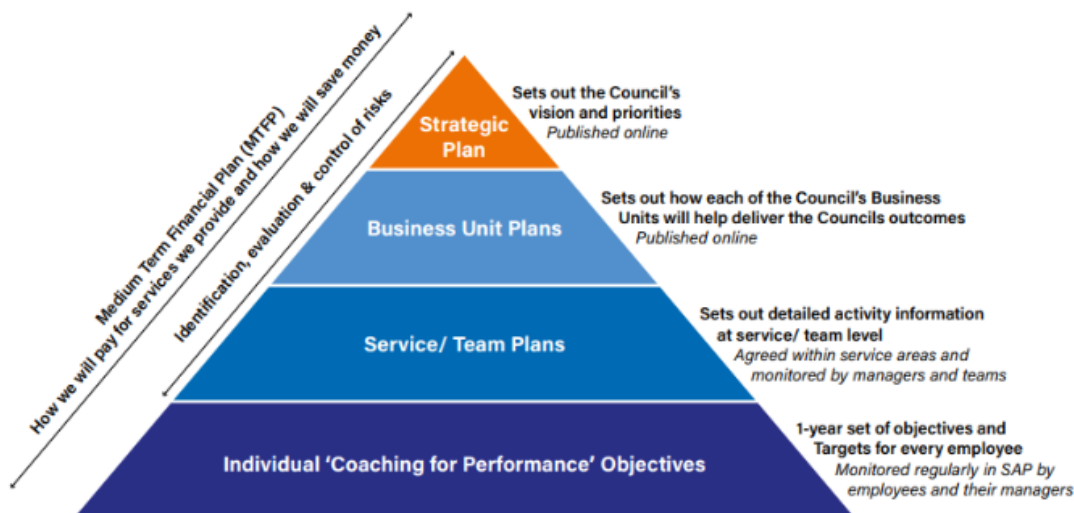 Medium Term Financial Plan (MTFP)
How we will pay for services we provide and how we will save money
Identification, evaluation & control of risks
Strategic
Plan
Sets out the Council's
vision and priorities
Published online
Business Unit Plans
Sets out how each of the Council's Business
Units will help deliver the Councils outcomes
Published online
Service/ Team Plans
Sets out detailed activity information
at service/ team level
Agreed within service areas and
monitored by managers and teams
Individual 'Coaching for Performance' Objectives
1-year set of objectives and
Targets for every employee
Monitored regularly in SAP by
employees and their managers